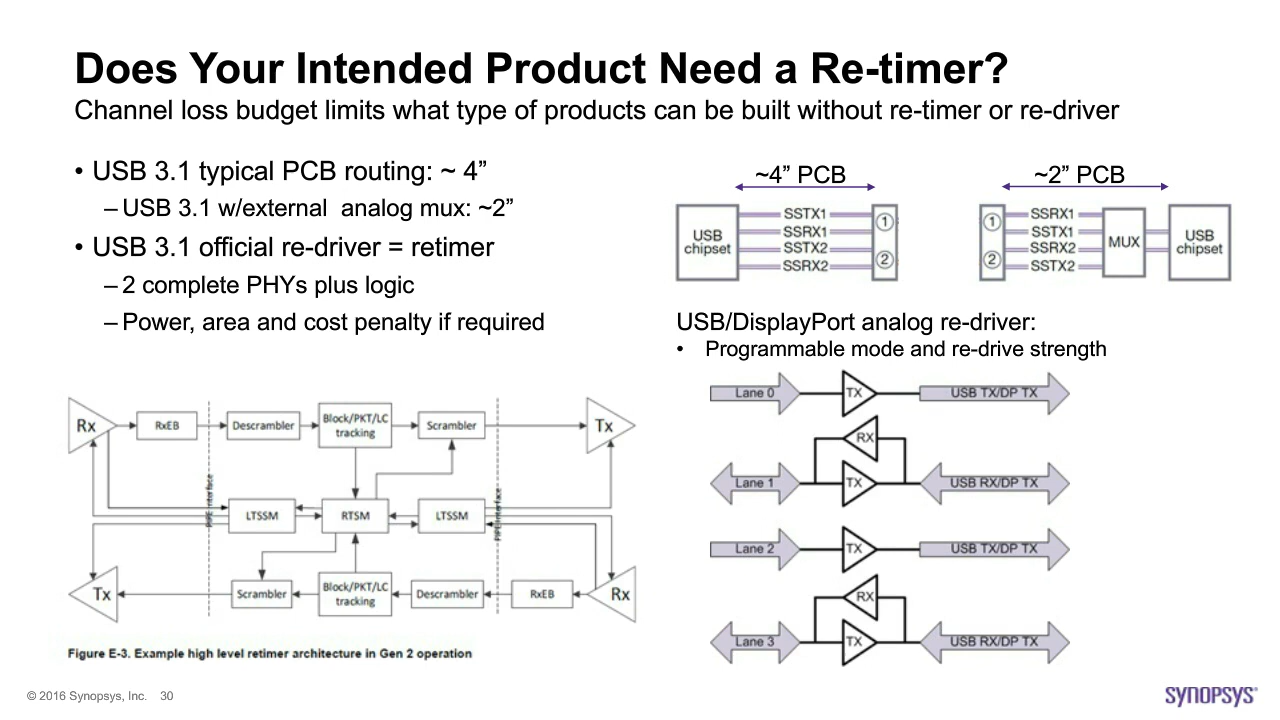 Does Your Intended Product Need a Re-timer?
Channel loss budget limits what type of products can be built without re-timer or re-driver
• USB 3.1 typical PCB routing: ~ 4”
– USB 3.1 w/external analog mux: ~2”
• USB 3.1 official re-driver = retimer
– 2 complete PHYs plus logic
– Power, area and cost penalty if required
~4” PCB
USB chipset
SSTX1
SSRX1
SSTX2
SSRX2
1
2
~2” PCB
1
2
SSRX1
SSTX1
SSRX2
SSTX2
MUX
USB chipset
USB/DisplayPort analog re-driver:
• Programmable mode and re-drive strength
Lane 0
TX
USB TX/DP TX
RX
Lane 1
TX
USB RX/DP TX
Lane 2
TX
USB TX/DP TX
RX
Lane 3
TX
USB RX/DP TX
Rx
RxEB
Descrambler
Block/PKT/LC
tracking
Scrambler
Tx
PIPE Interface
LTSSM
RTSM
LTSSM
PIPE Interface
Tx
Scrambler
Block/PKT/LC
tracking
Descrambler
RxEB
Rx
Figure E-3. Example high level retimer architecture in Gen 2 operation
© 2016 Synopsys, Inc. 30
SYNOPSYS®